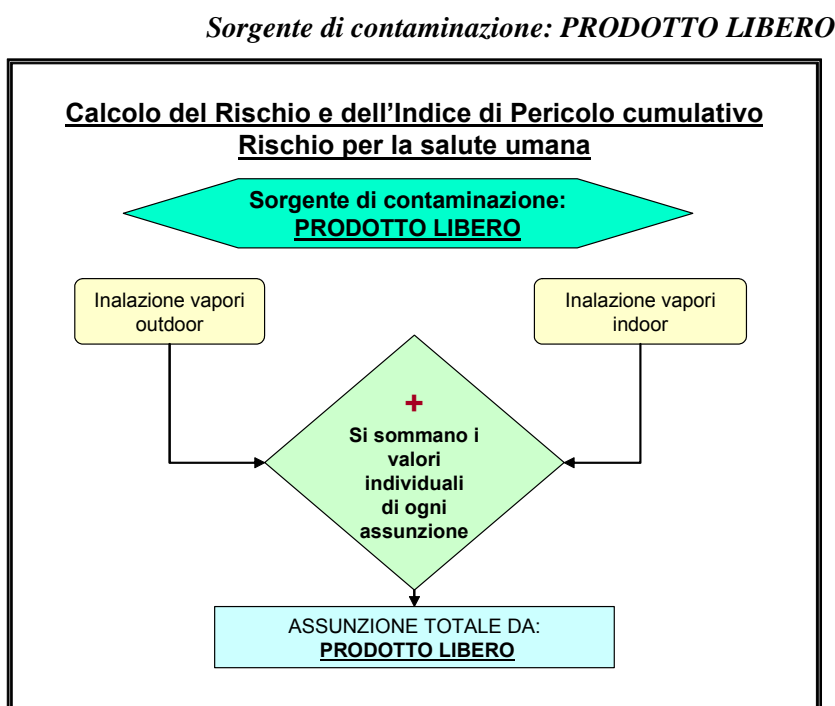 Sorgente di contaminazione: PRODOTTO LIBERO
Calcolo del Rischio e dell'Indice di Pericolo cumulativo
Rischio per la salute umana
Sorgente di contaminazione:
PRODOTTO LIBERO
Inalazione vapori
outdoor
Inalazione vapori
indoor
+
Si sommano i
valori
individuali
di ogni
assunzione
ASSUNZIONE TOTALE DA:
PRODOTTO LIBERO